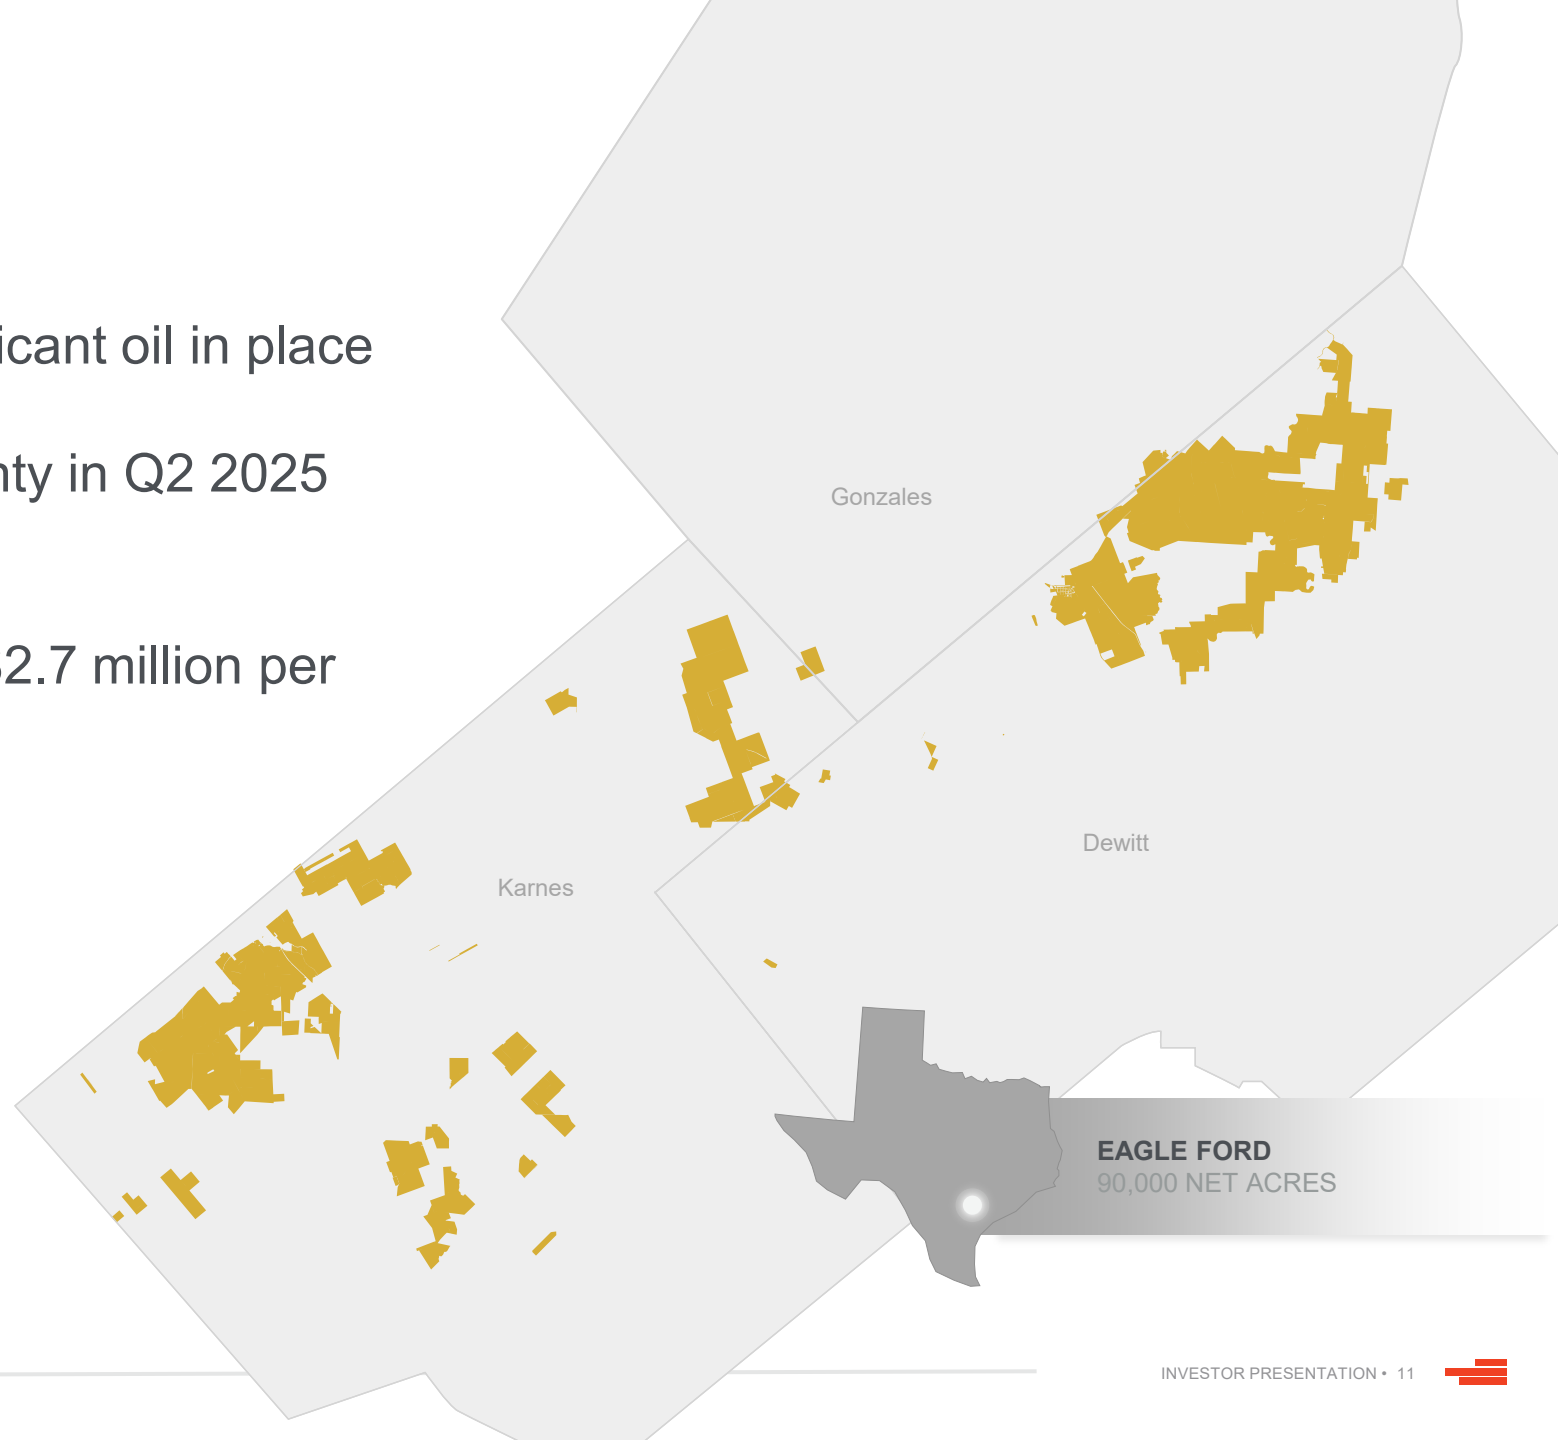 icant oil in place
nty in Q2 2025
2.7 million per
Gonzales
Dewitt
Karnes
EAGLE FORD
90,000 NET ACRES
INVESTOR PRESENTATION • 11